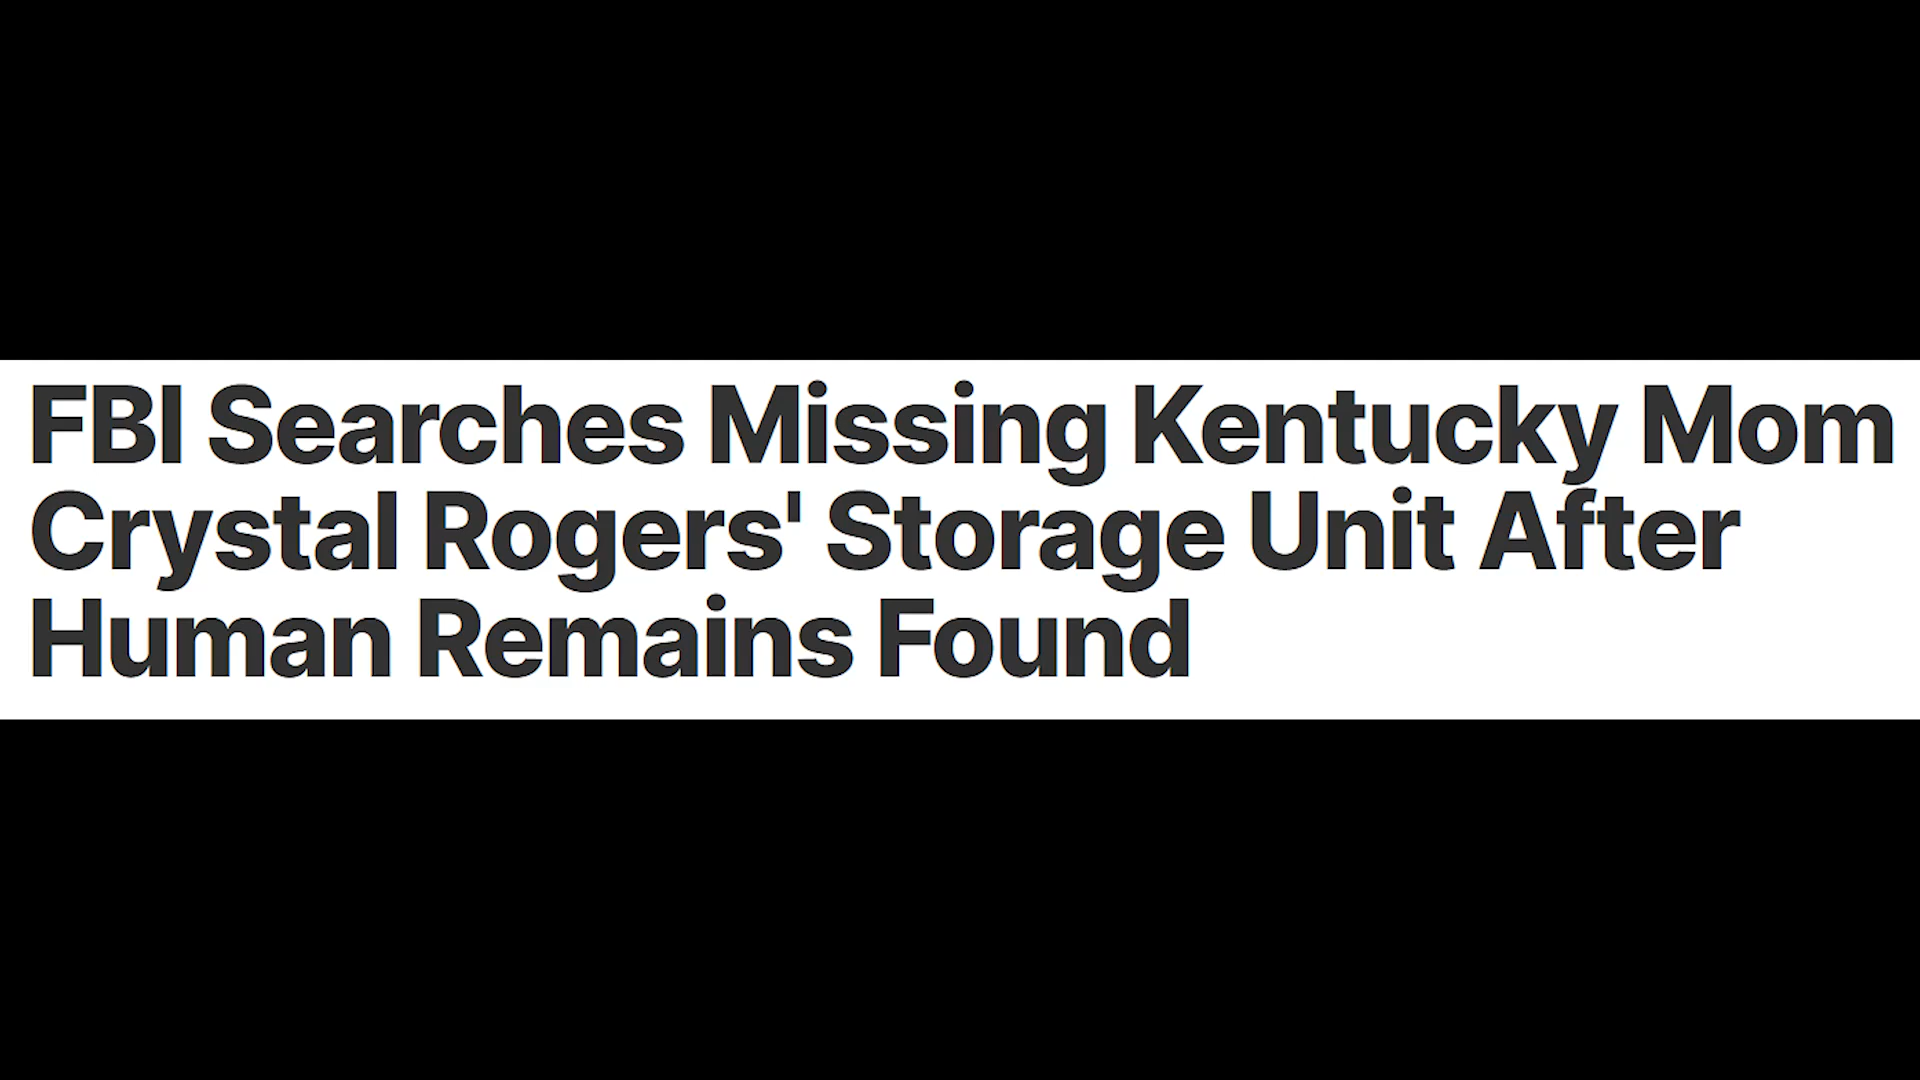 FBI Searches Missing Kentucky Mom
Crystal Rogers' Storage Unit After
Human Remains Found